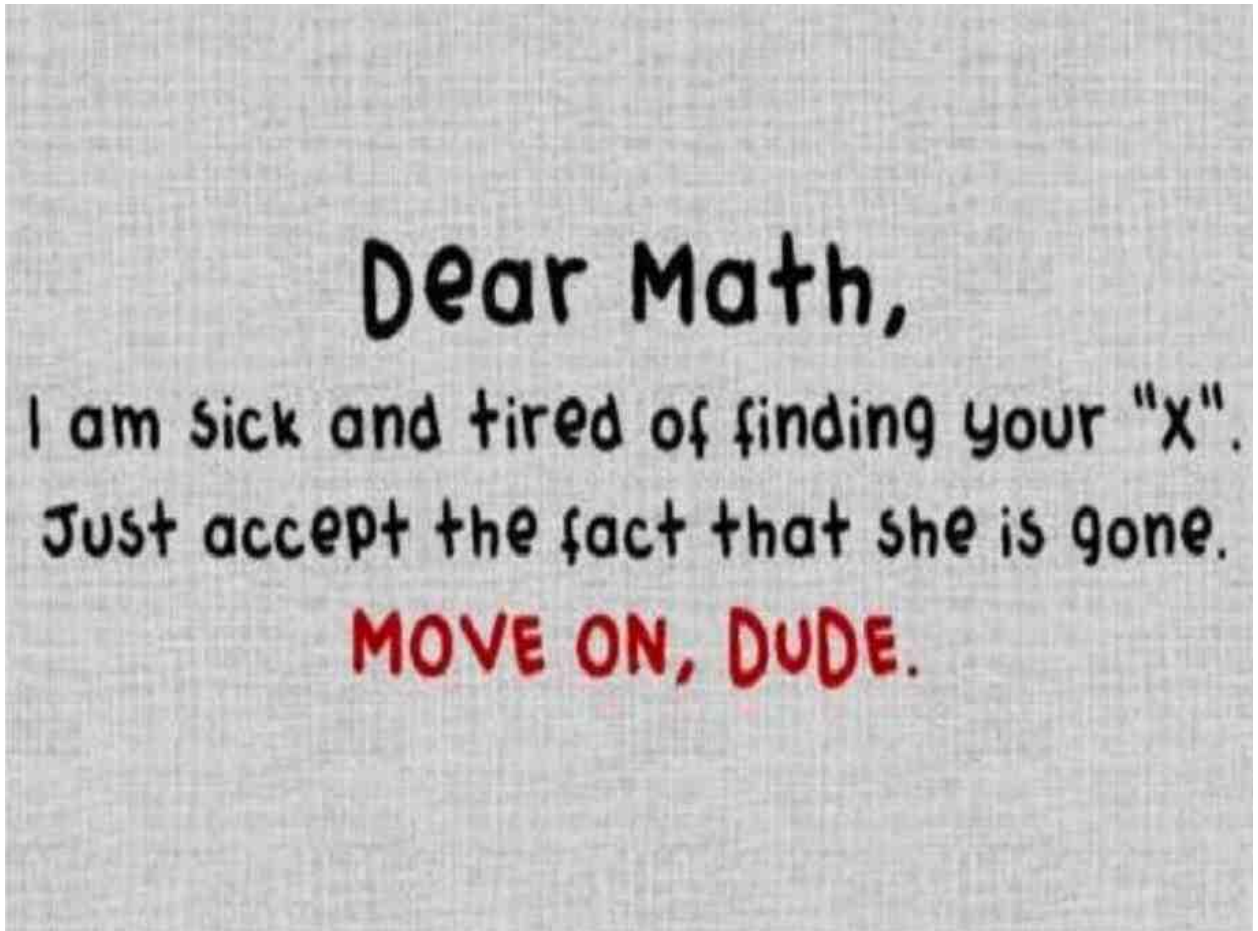 Dear Math,
I am sick and tired of finding your "X".
Just accept the fact that she is gone.
MOVE ON, DUDE.